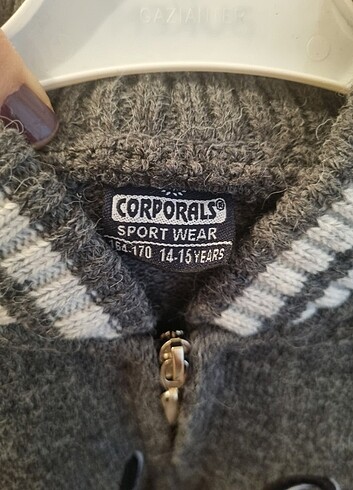 CORPORALS®
SPORT WEAR
164-170 14-15 YEARS